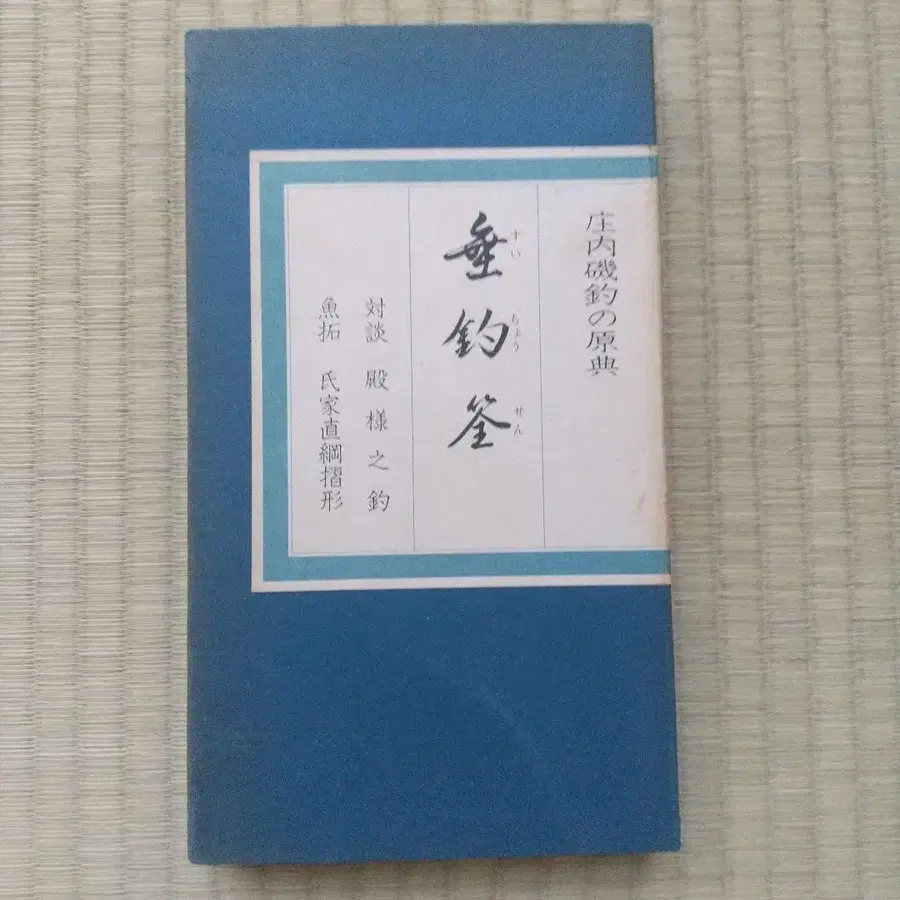 庄内磯釣の原典
垂釣筌
すい ちょう せん
対談 殿様之釣
魚拓 氏家直綱摺形